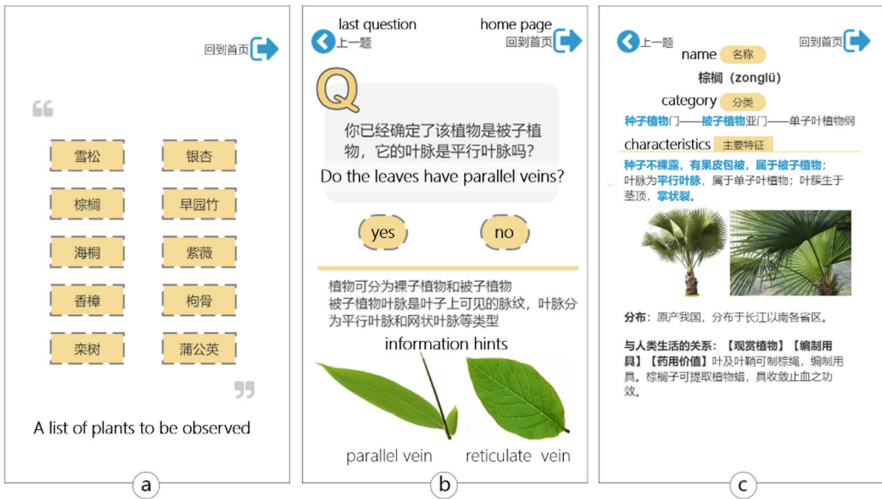 回到首页
雪松
银杏
棕榈
早园竹
海桐
紫薇
香樟
枸骨
栾树
蒲公英
A list of plants to be observed
a
last question
home page
上一题
回到首页
Q
你已经确定了该植物是被子植
物，它的叶脉是平行叶脉吗？
Do the leaves have parallel veins?
yes
no
植物可分为裸子植物和被子植物
被子植物叶脉是叶子上可见的脉纹，叶脉分
为平行叶脉和网状叶脉等类型
information hints
parallel vein
reticulate vein
b
上一题
回到首页
name 名称
棕榈（zonglǘ）
category 分类
种子植物门——被子植物亚门——单子叶植物纲
characteristics 主要特征
种子不裸露，有果皮包被，属于被子植物；
叶脉为平行叶脉，属于单子叶植物；叶簇生于
茎顶，掌状裂。
分布：原产我国，分布于长江以南各省区。
与人类生活的关系：【观赏植物】【编制用
具】【药用价值】叶及叶鞘可制棕绳，编制用
具。棕榈子可提取植物蜡，具收敛止血之功
效。
c